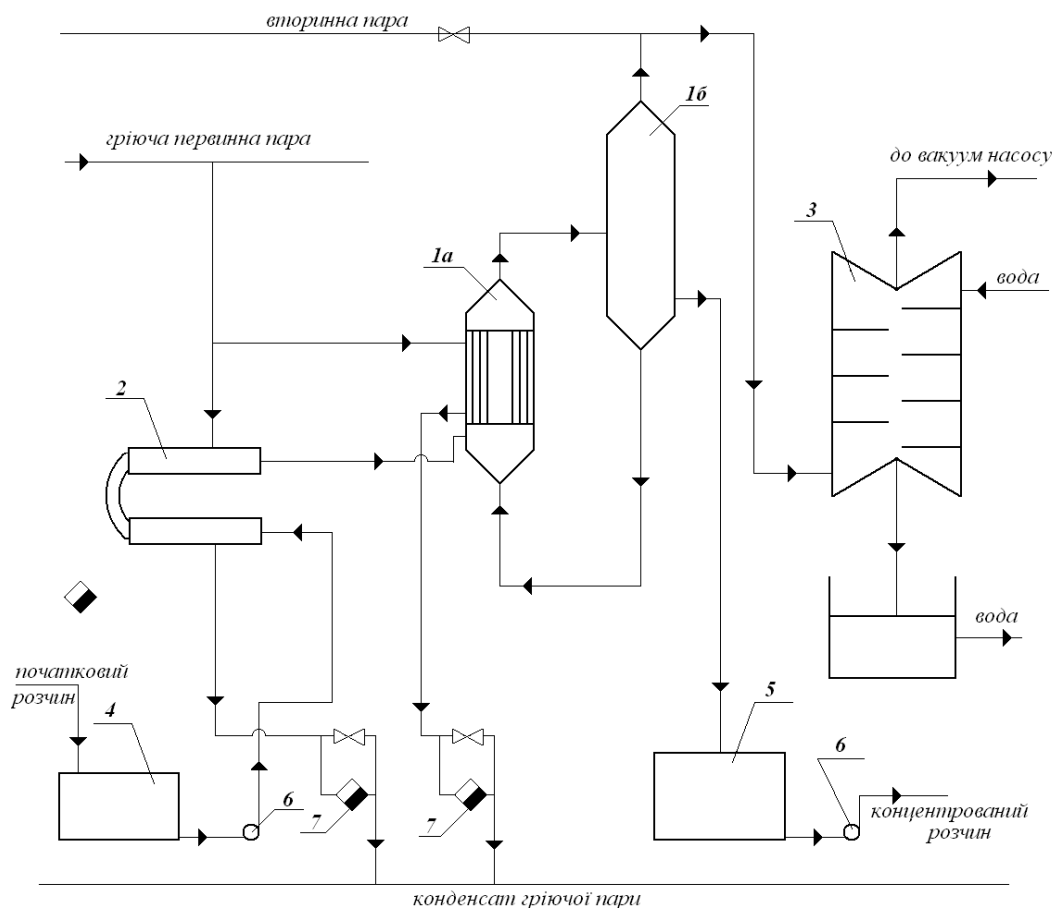 вторинна пара
1б
гріюча первинна пара
до вакуум насосу
3
1а
вода
2
вода
початковий
розчин
4
5
6
6
7
7
концентрований
розчин
конденсат гріючої пари